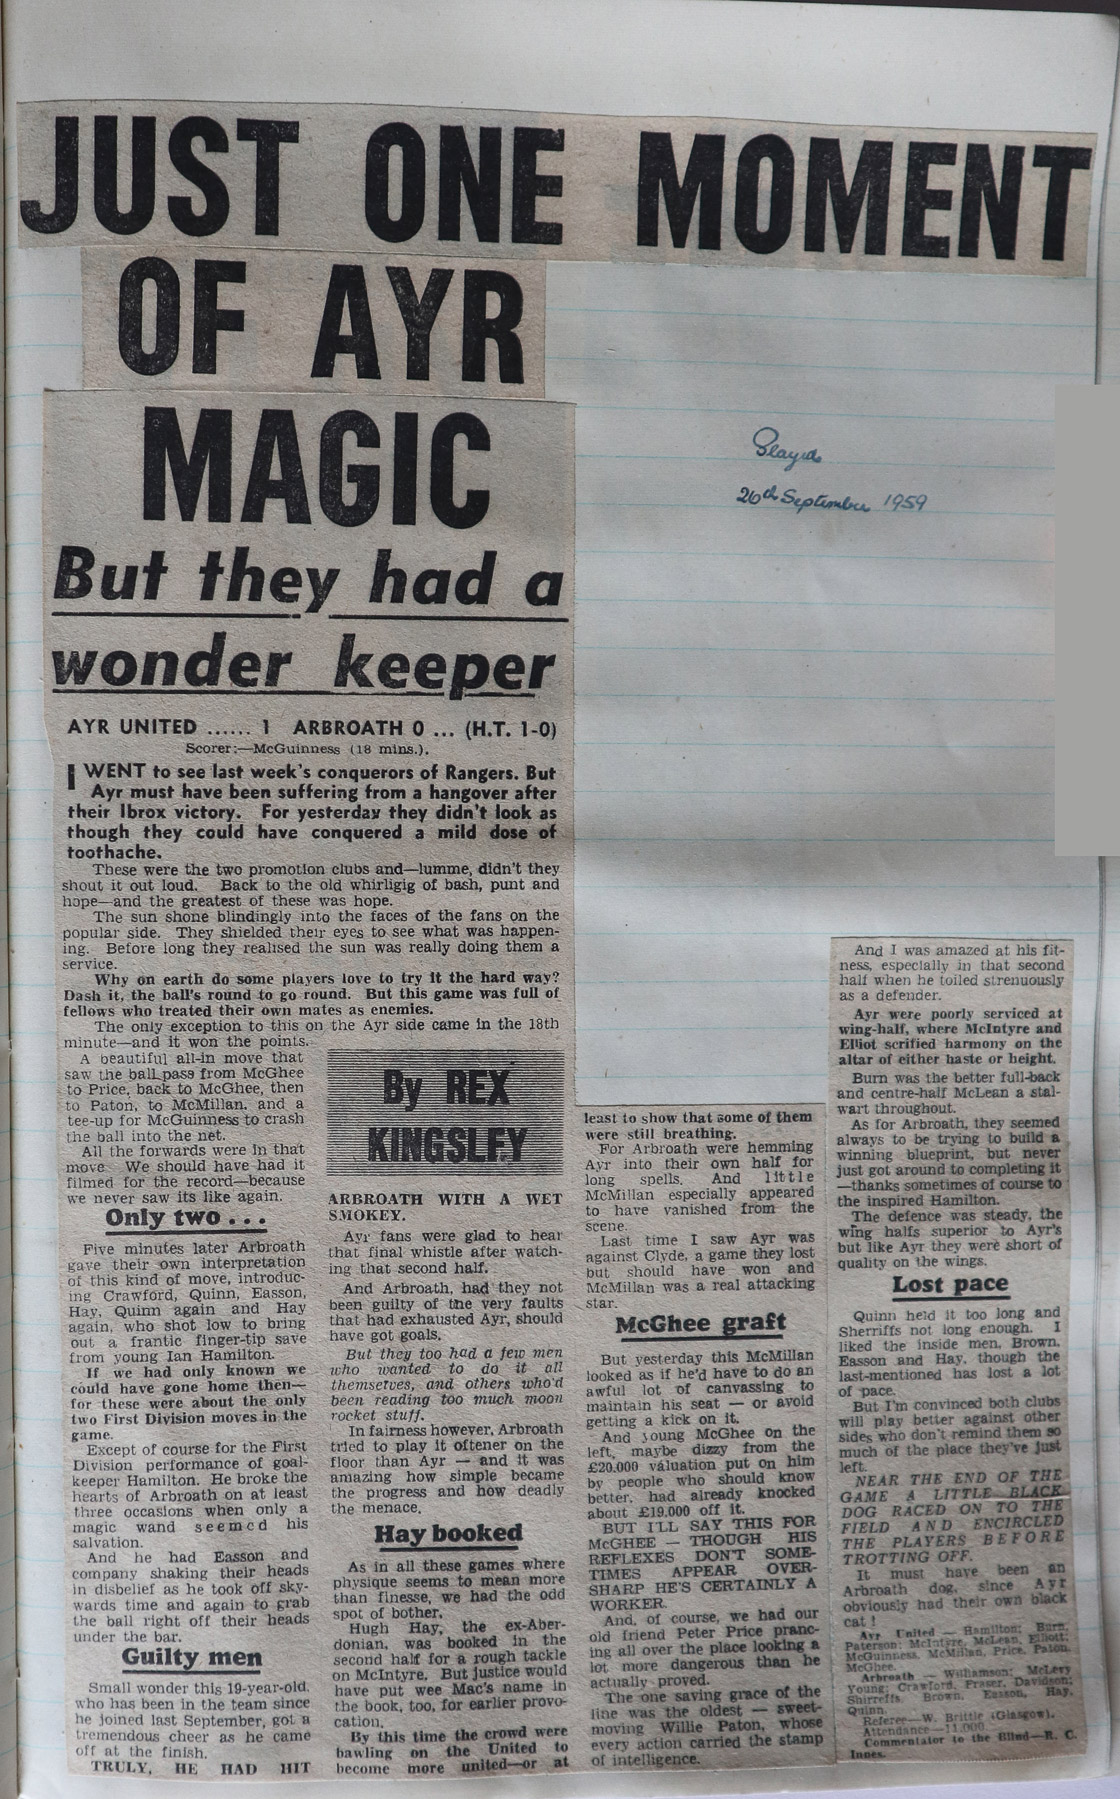 JUST ONE MOMENT
OF AYR
MAGIC
But they had a
wonder keeper
Played
26th September 1959
AYR UNITED ...... 1 ARBROATH 0 ... (H.T. 1-0)
Scorer:—McGuinness (18 mins.).
I WENT to see last week's conquerors of Rangers. But
Ayr must have been suffering from a hangover after
their Ibrox victory. For yesterday they didn't look as
though they could have conquered a mild dose of
toothache.
These were the two promotion clubs and—lumme, didn't they
shout it out loud. Back to the old whirligig of bash, punt and
hope—and the greatest of these was hope.
The sun shone blindingly into the faces of the fans on the
popular side. They shielded their eyes to see what was happen-
ing. Before long they realised the sun was really doing them a
service.
Why on earth do some players love to try it the hard way?
Dash it, the ball's round to go round. But this game was full of
fellows who treated their own mates as enemies.
The only exception to this on the Ayr side came in the 18th
minute—and it won the points.
A beautiful all-in move that
saw the ball pass from McGhee
to Price, back to McGhee, then
to Paton, to McMillan, and a
tee-up for McGuinness to crash
the ball into the net.
All the forwards were in that
move. We should have had it
filmed for the record—because
we never saw its like again.
Only two . . .
Five minutes later Arbroath
gave their own interpretation
of this kind of move, introduc-
ing Crawford, Quinn, Easson,
Hay, Quinn again and Hay
again, who shot low to bring
out a frantic finger-tip save
from young Ian Hamilton.
If we had only known we
could have gone home then—
for these were about the only
two First Division moves in the
game.
Except of course for the First
Division performance of goal-
keeper Hamilton. He broke the
hearts of Arbroath on at least
three occasions when only a
magic wand seemed his
salvation.
And he had Easson and
company shaking their heads
in disbelief as he took off sky-
wards time and again to grab
the ball right off their heads
under the bar.
Guilty men
Small wonder this 19-year-old,
who has been in the team since
he joined last September, got a
tremendous cheer as he came
off at the finish.
TRULY, HE HAD HIT
By REX
KINGSLEY
ARBROATH WITH A WET
SMOKEY.
Ayr fans were glad to hear
that final whistle after watch-
ing that second half.
And Arbroath, had they not
been guilty of the very faults
that had exhausted Ayr, should
have got goals.
But they too had a few men
who wanted to do it all
themselves, and others who'd
been reading too much moon
rocket stuff.
In fairness however, Arbroath
tried to play it oftener on the
floor than Ayr — and it was
amazing how simple became
the progress and how deadly
the menace.
Hay booked
As in all these games where
physique seems to mean more
than finesse, we had the odd
spot of bother.
Hugh Hay, the ex-Aber-
donian, was booked in the
second half for a rough tackle
on McIntyre. But justice would
have put wee Mac's name in
the book, too, for earlier provo-
cation.
By this time the crowd were
bawling on the United to
become more united—or at
least to show that some of them
were still breathing.
For Arbroath were hemming
Ayr into their own half for
long spells. And little
McMillan especially appeared
to have vanished from the
scene.
Last time I saw Ayr was
against Clyde, a game they lost
but should have won and
McMillan was a real attacking
star.
McGhee graft
But yesterday this McMillan
looked as if he'd have to do an
awful lot of canvassing to
maintain his seat — or avoid
getting a kick on it.
And young McGhee on the
left, maybe dizzy from the
£20,000 valuation put on him
by people who should know
better, had already knocked
about £19,000 off it.
BUT I'LL SAY THIS FOR
McGHEE — THOUGH HIS
REFLEXES DON'T SOME-
TIMES APPEAR OVER-
SHARP HE'S CERTAINLY A
WORKER.
And, of course, we had our
old friend Peter Price pranc-
ing all over the place looking a
lot more dangerous than he
actually proved.
The one saving grace of the
line was the oldest — sweet-
moving Willie Paton, whose
every action carried the stamp
of intelligence.
And I was amazed at his fit-
ness, especially in that second
half when he toiled strenuously
as a defender.
Ayr were poorly serviced at
wing-half, where McIntyre and
Elliot scrified harmony on the
altar of either haste or height.
Burn was the better full-back
and centre-half McLean a stal-
wart throughout.
As for Arbroath, they seemed
always to be trying to build a
winning blueprint, but never
just got around to completing it
—thanks sometimes of course to
the inspired Hamilton.
The defence was steady, the
wing halfs superior to Ayr's
but like Ayr they were short of
quality on the wings.
Lost pace
Quinn held it too long and
Sherriffs not long enough. I
liked the inside men, Brown,
Easson and Hay, though the
last-mentioned has lost a lot
of pace.
But I'm convinced both clubs
will play better against other
sides who don't remind them so
much of the place they've just
left.
NEAR THE END OF THE
GAME A LITTLE BLACK
DOG RACED ON TO THE
FIELD AND ENCIRCLED
THE PLAYERS BEFORE
TROTTING OFF.
It must have been an
Arbroath dog, since Ayr
obviously had their own black
cat !
Ayr United — Hamilton; Burn,
Paterson; McIntyre, McLean, Elliott;
McGuinness, McMillan, Price, Paton,
McGhee.
Arbroath — Williamson; McLevy
Young; Crawford, Fraser, Davidson;
Shirreffs, Brown, Easson, Hay,
Quinn.
Referee—W. Brittle (Glasgow).
Attendance—11,000.
Commentator to the Blind—R. C.
Innes.